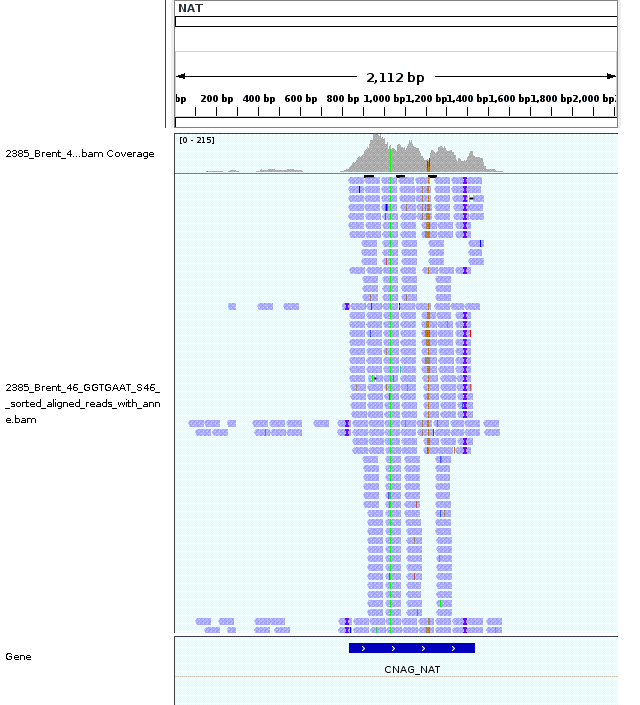 NAT
2,112 bp
bp 200 bp 400 bp 600 bp 800 bp 1,000 bp 1,200 bp 1,400 bp 1,600 bp 1,800 bp 2,000 bp
[0 - 215]
2385_Brent_4...bam Coverage
2385_Brent_46_GGTGAAT_S46_
_sorted_aligned_reads_with_ann
e.bam
Gene
CNAG_NAT